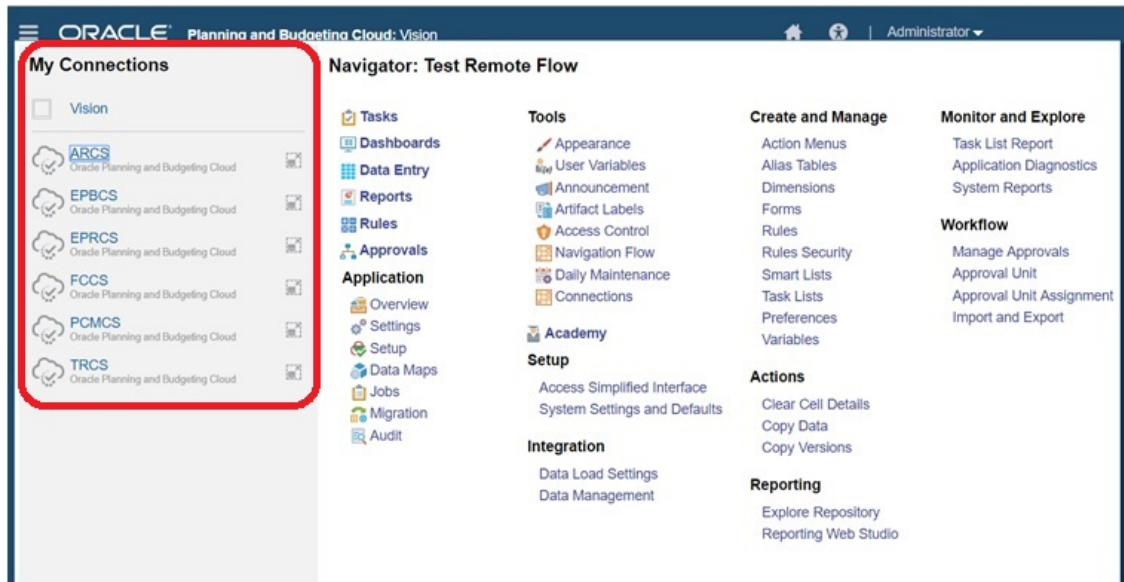 ORACLE® Planning and Budgeting Cloud: Vision
Administrator
My Connections
Vision
ARCS
Oracle Planning and Budgeting Cloud
EPBCS
Oracle Planning and Budgeting Cloud
EPRCS
Oracle Planning and Budgeting Cloud
FCCS
Oracle Planning and Budgeting Cloud
PCMCS
Oracle Planning and Budgeting Cloud
TRCS
Oracle Planning and Budgeting Cloud
Navigator: Test Remote Flow
Tasks
Dashboards
Data Entry
Reports
Rules
Approvals
Application
Overview
Settings
Setup
Data Maps
Jobs
Migration
Audit
Tools
Appearance
User Variables
Announcement
Artifact Labels
Access Control
Navigation Flow
Daily Maintenance
Connections
Academy
Setup
Access Simplified Interface
System Settings and Defaults
Integration
Data Load Settings
Data Management
Create and Manage
Action Menus
Alias Tables
Dimensions
Forms
Rules
Rules Security
Smart Lists
Task Lists
Preferences
Variables
Actions
Clear Cell Details
Copy Data
Copy Versions
Reporting
Explore Repository
Reporting Web Studio
Monitor and Explore
Task List Report
Application Diagnostics
System Reports
Workflow
Manage Approvals
Approval Unit
Approval Unit Assignment
Import and Export